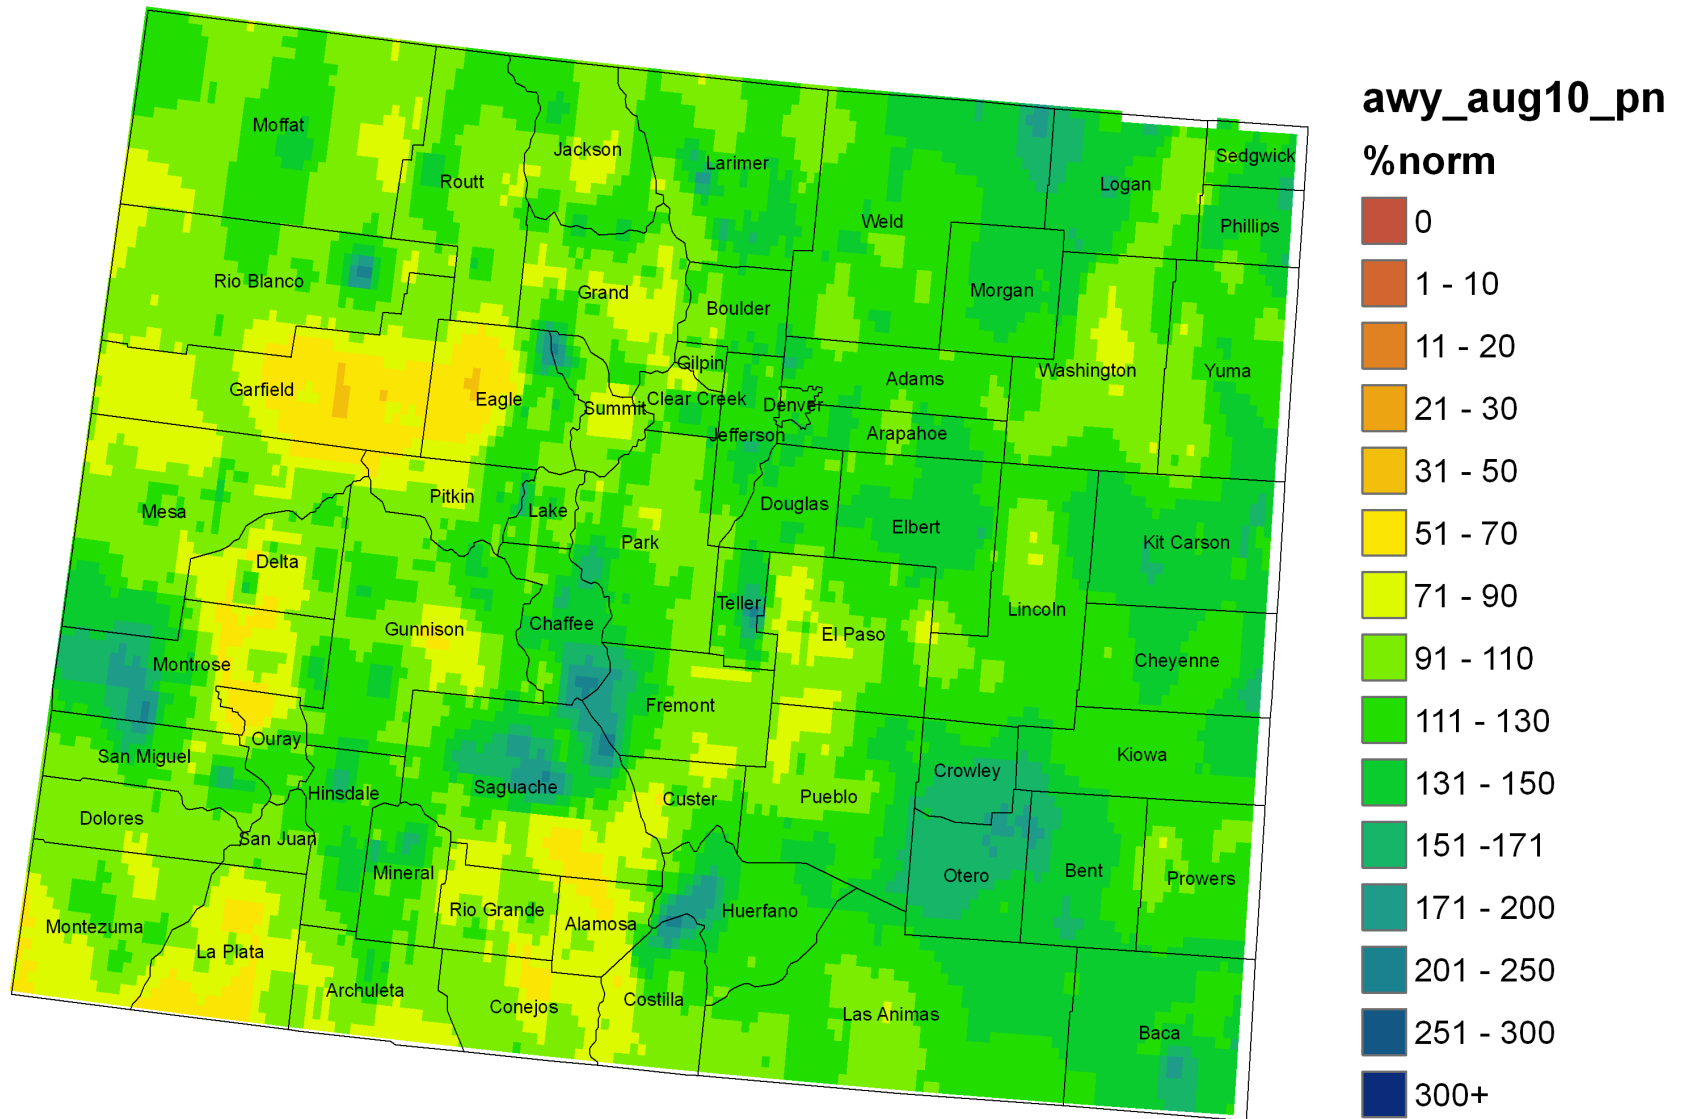 awy_aug10_pn
%norm
0
1 - 10
11 - 20
21 - 30
31 - 50
51 - 70
71 - 90
91 - 110
111 - 130
131 - 150
151 -171
171 - 200
201 - 250
251 - 300
300+
Moffat
Routt
Jackson
Larimer
Weld
Logan
Sedgwick
Phillips
Rio Blanco
Grand
Boulder
Morgan
Washington
Yuma
Garfield
Eagle
Summit
Gilpin
Clear Creek
Denver
Jefferson
Adams
Arapahoe
Mesa
Pitkin
Lake
Park
Douglas
Elbert
Kit Carson
Delta
Gunnison
Chaffee
Teller
El Paso
Lincoln
Cheyenne
Montrose
Ouray
San Miguel
Fremont
Kiowa
Hinsdale
Saguache
Custer
Pueblo
Crowley
Dolores
San Juan
Mineral
Otero
Bent
Prowers
Montezuma
La Plata
Rio Grande
Alamosa
Huerfano
Archuleta
Conejos
Costilla
Las Animas
Baca